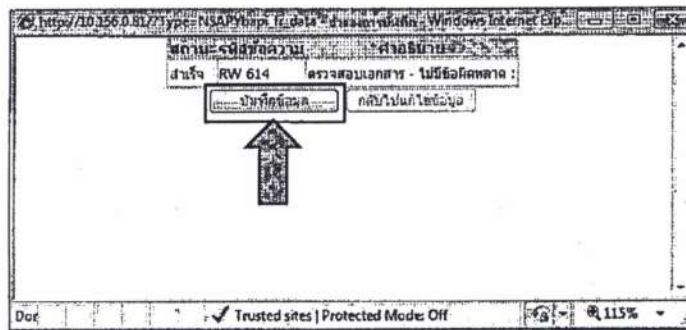 http://10.156.0.81/?Type= - Windows Internet Exp
สถานะ รหัสข้อความ คำอธิบาย
สำเร็จ RW 614 ตรวจสอบเอกสาร - ไม่มีข้อผิดพลาด :
บันทึกข้อมูล กลับไปแก้ไขข้อมูล
Trusted sites | Protected Mode: Off 115%